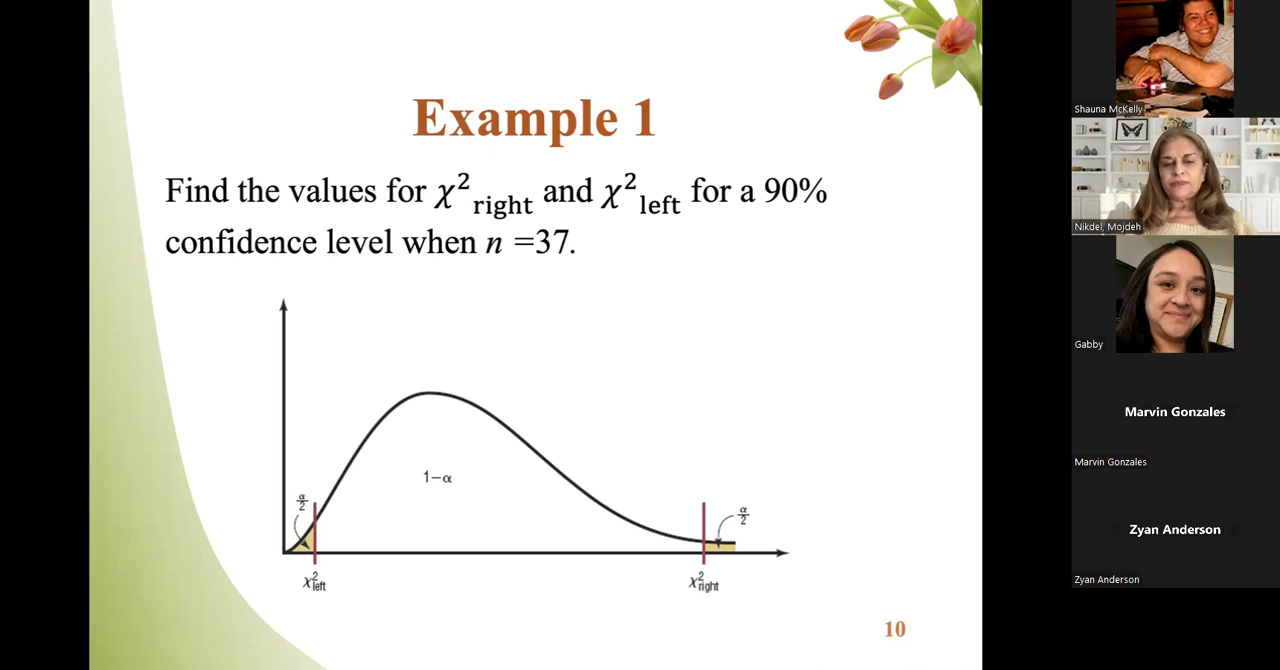 Example 1
Find the values for χ²right and χ²left for a 90%
confidence level when n =37.
α/2
1−α
α/2
χ²left
χ²right
10
Shauna McKelly
Nikdel, Mojdeh
Gabby
Marvin Gonzales
Marvin Gonzales
Zyan Anderson
Zyan Anderson